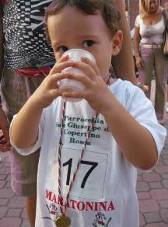 Parrocchia
San Giuseppe da
Copertino
Roma
17
MARATONINA